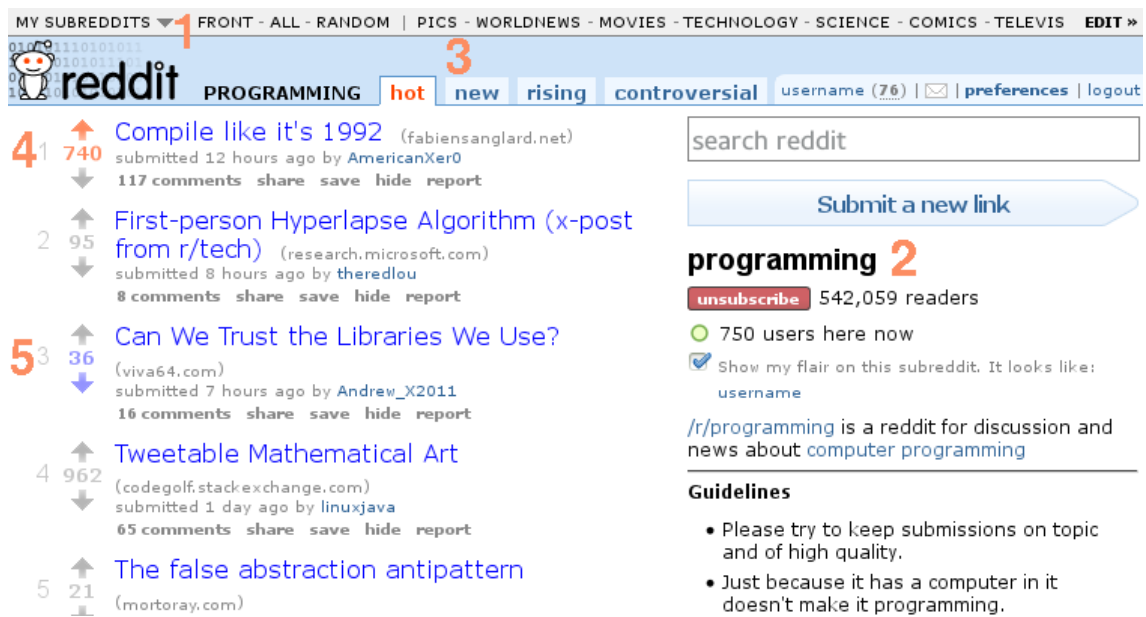 MY SUBREDDITS 1 FRONT - ALL - RANDOM | PICS - WORLDNEWS - MOVIES - TECHNOLOGY - SCIENCE - COMICS - TELEVIS EDIT »
3
reddit PROGRAMMING hot new rising controversial username (76) | | preferences | logout
4 1 740 Compile like it's 1992 (fabiensanglard.net)
submitted 12 hours ago by AmericanXer0
117 comments share save hide report
2 95 First-person Hyperlapse Algorithm (x-post
from r/tech) (research.microsoft.com)
submitted 8 hours ago by theredlou
8 comments share save hide report
5 3 36 Can We Trust the Libraries We Use?
(viva64.com)
submitted 7 hours ago by Andrew_X2011
16 comments share save hide report
4 962 Tweetable Mathematical Art
(codegolf.stackexchange.com)
submitted 1 day ago by linuxjava
65 comments share save hide report
5 21 The false abstraction antipattern
(mortoray.com)
search reddit
Submit a new link
programming 2
unsubscribe 542,059 readers
750 users here now
Show my flair on this subreddit. It looks like:
username
/r/programming is a reddit for discussion and
news about computer programming
Guidelines
• Please try to keep submissions on topic
and of high quality.
• Just because it has a computer in it
doesn't make it programming.